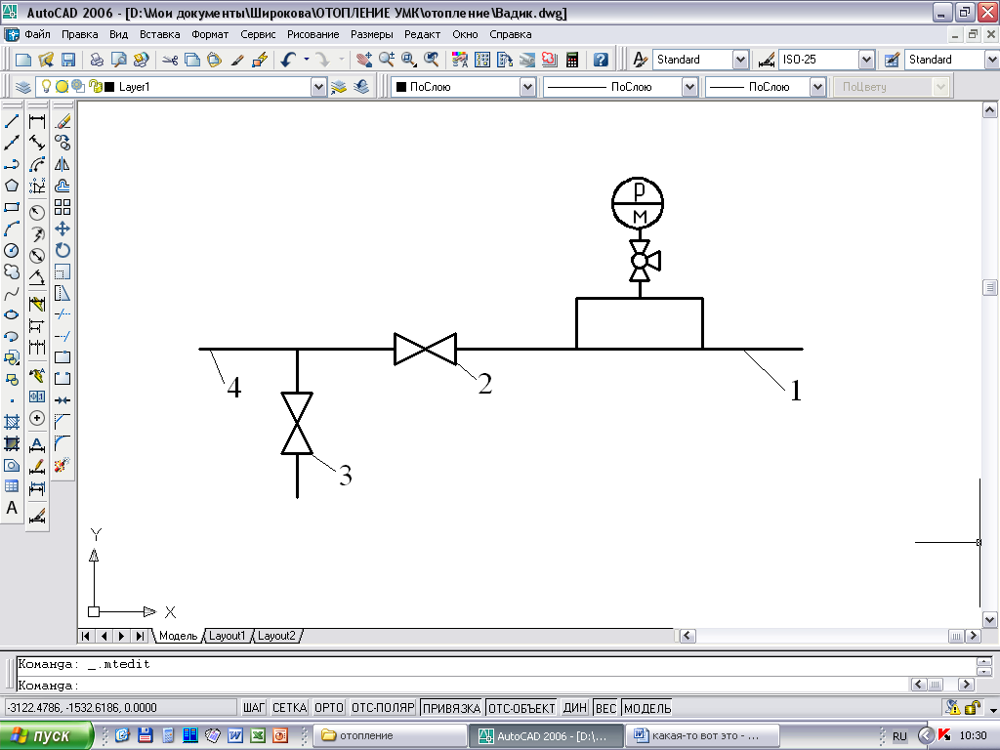 AutoCAD 2006 - [D:\Мои документы\Широкова\ОТОПЛЕНИЕ УМК\отопление\Вадик.dwg]
Файл Правка Вид Вставка Формат Сервис Рисование Размеры Редакт Окно Справка
Standard ISO-25 Standard
Layer1 ПоСлою ПоСлою ПоСлою ПоЦвету
P
M
4
2
1
3
A
Y
X
Модель Layout1 Layout2
Команда: _.mtedit
Команда:
-3122.4786, -1532.6186, 0.0000 ШАГ СЕТКА ОРТО ОТС-ПОЛЯР ПРИВЯЗКА ОТС-ОБЪЕКТ ДИН ВЕС МОДЕЛЬ
пуск отопление AutoCAD 2006 - [D:\... какая-то вот это - ... RU 10:30